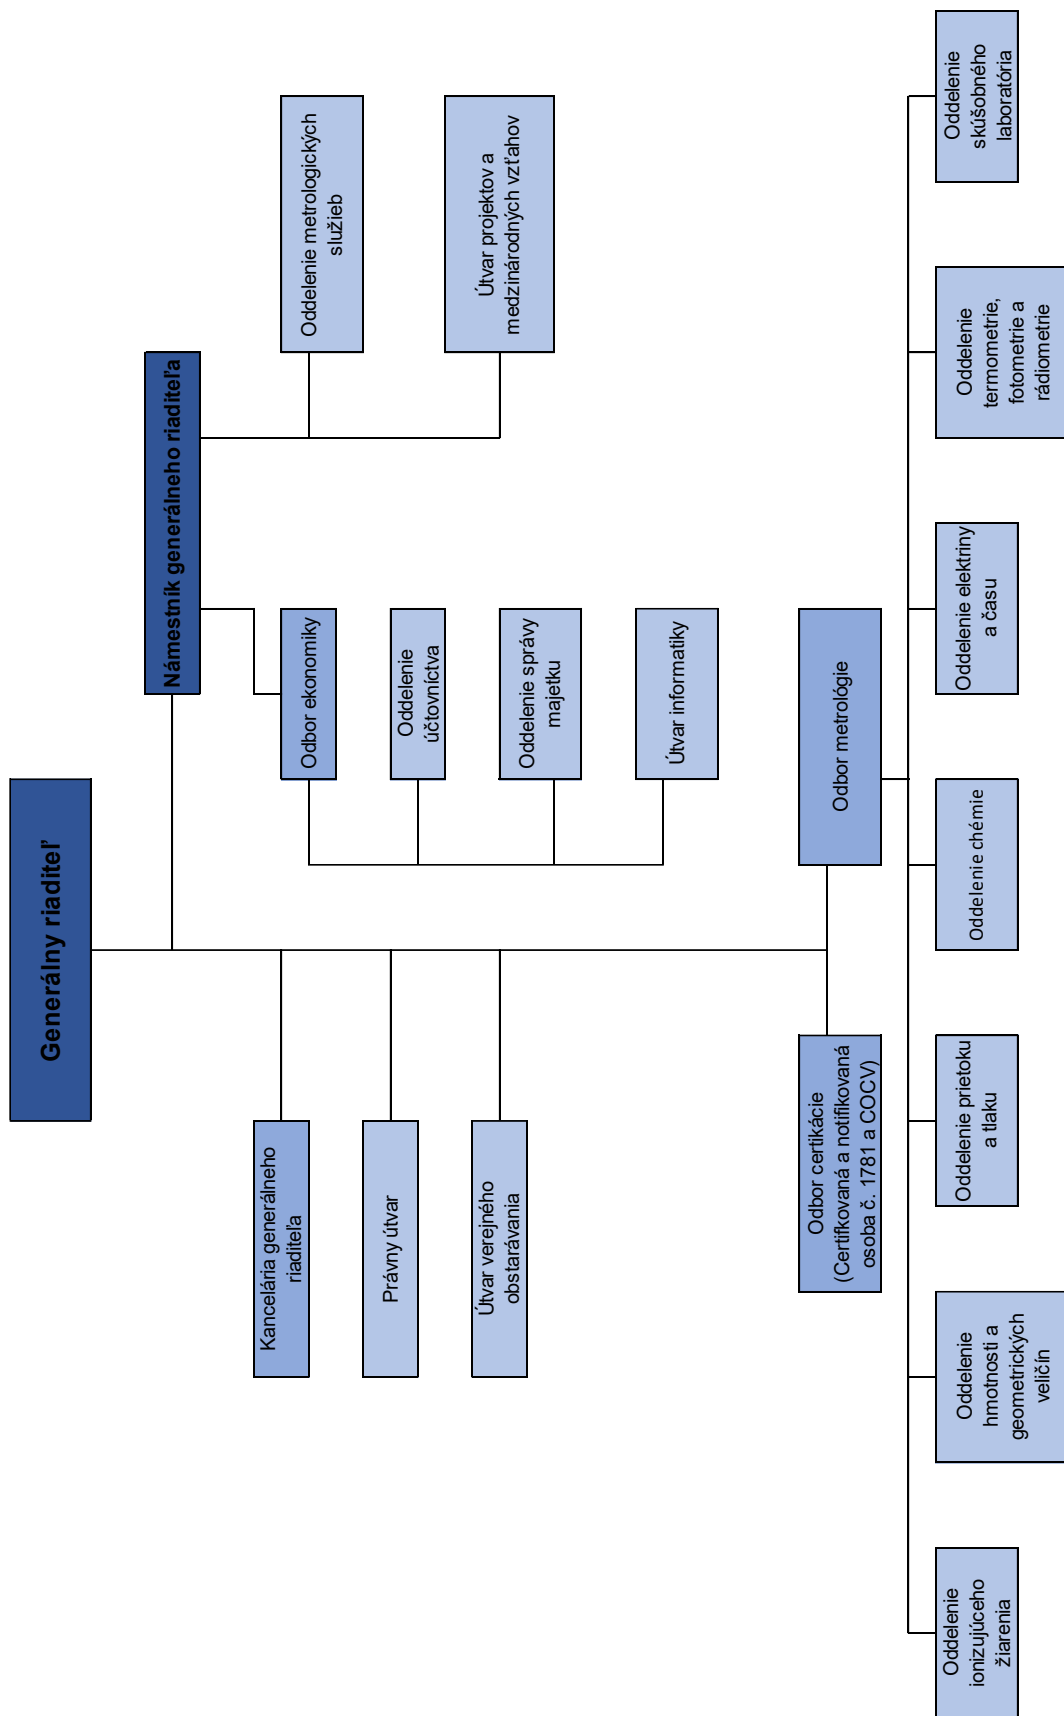 Generálny riaditeľ
Námestník generálneho riaditeľa
Kancelária generálneho
riaditeľa
Odbor ekonomiky
Oddelenie metrologických
služieb
Právny útvar
Oddelenie
účtovníctva
Útvar projektov a
medzinárodných vzťahov
Útvar verejného
obstarávania
Oddelenie správy
majetku
Útvar informatiky
Odbor certikácie
(Certifkovaná a notifikovaná
osoba č. 1781 a COCV)
Odbor metrológie
Oddelenie
ionizujúceho
žiarenia
Oddelenie
hmotnosti a
geometrických
veličín
Oddelenie prietoku
a tlaku
Oddelenie chémie
Oddelenie elektriny
a času
Oddelenie
termometrie,
fotometrie a
rádiometrie
Oddelenie
skúšobného
laboratória